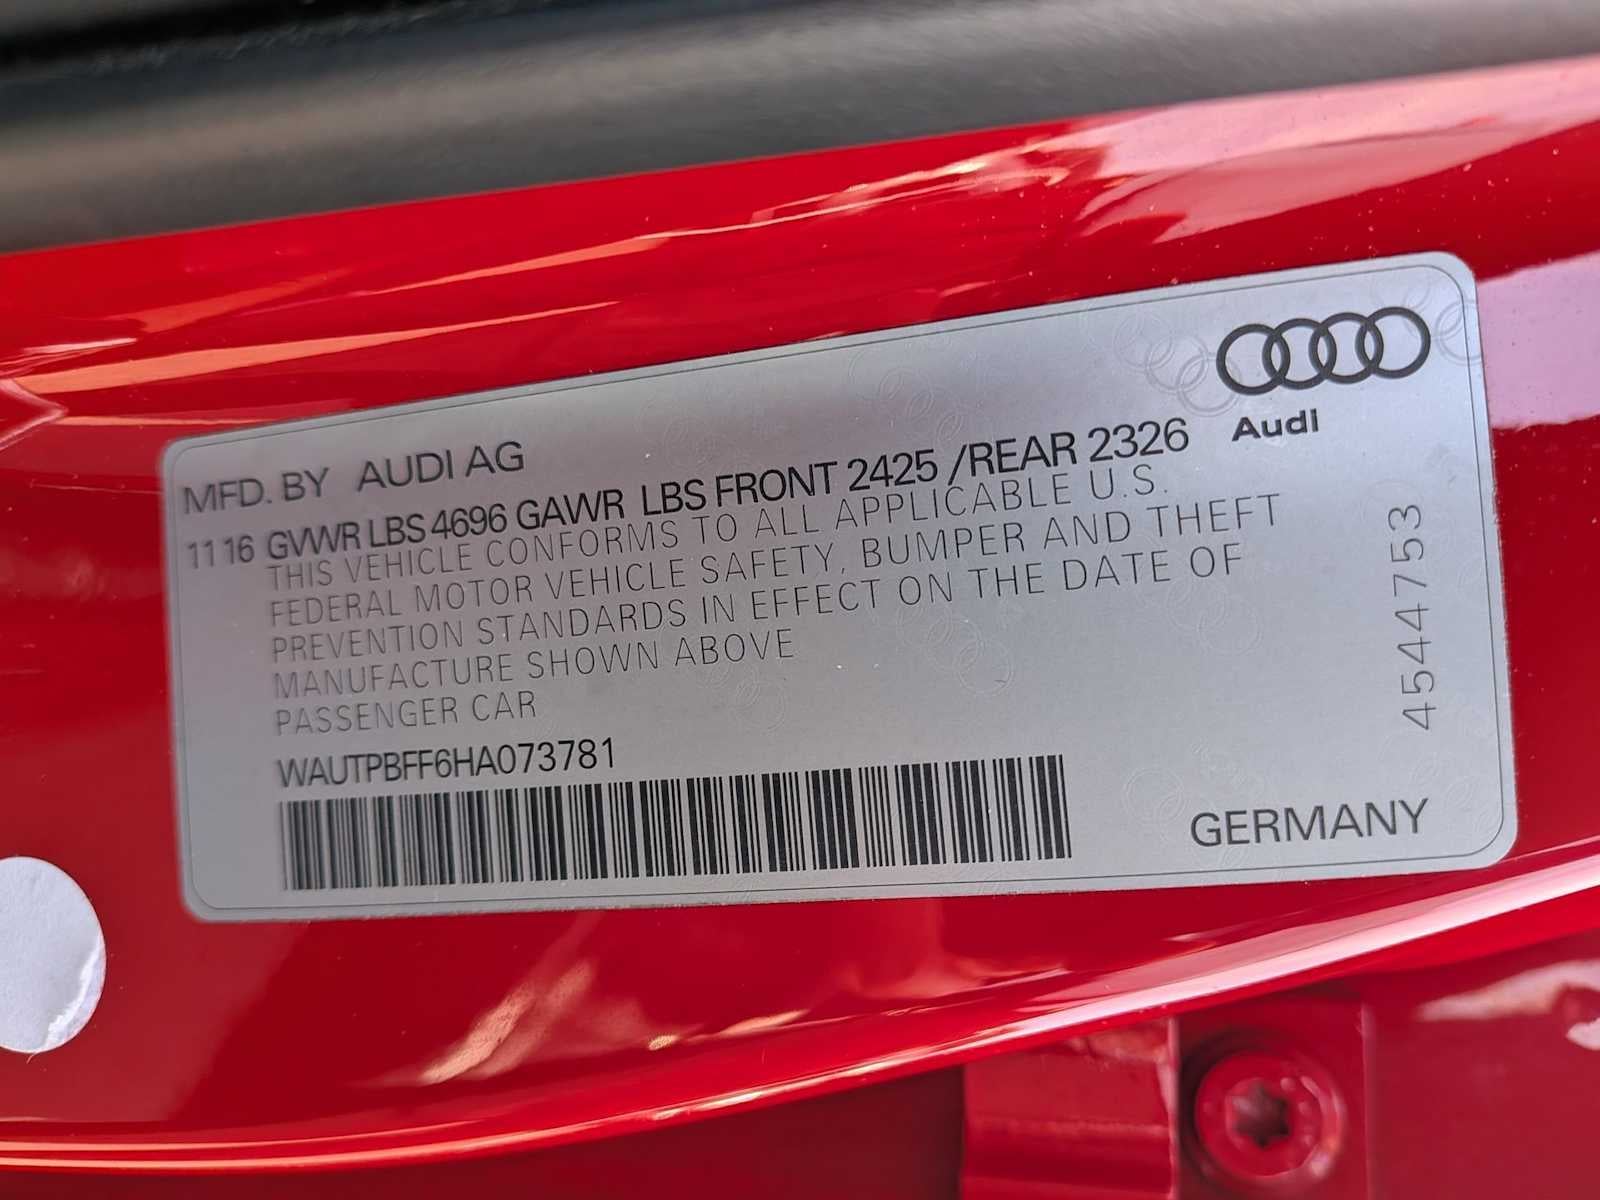 MFD. BY AUDI AG
11 16 GVWR LBS 4696 GAWR LBS FRONT 2425 /REAR 2326
THIS VEHICLE CONFORMS TO ALL APPLICABLE U.S.
FEDERAL MOTOR VEHICLE SAFETY, BUMPER AND THEFT
PREVENTION STANDARDS IN EFFECT ON THE DATE OF
MANUFACTURE SHOWN ABOVE
PASSENGER CAR
WAUTPBFF6HA073781
Audi
4544753
GERMANY